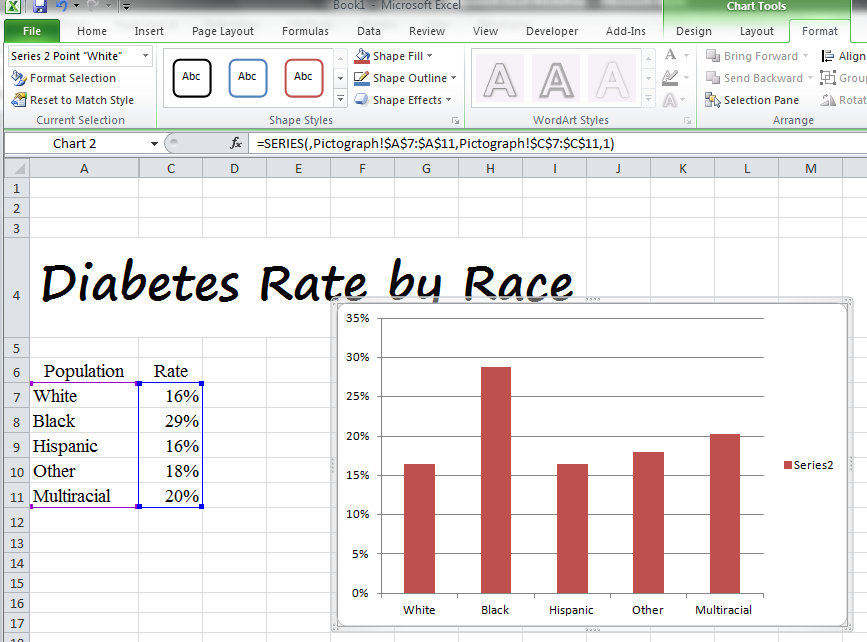 Book1 - Microsoft Excel
Chart Tools
File Home Insert Page Layout Formulas Data Review View Developer Add-Ins Design Layout Format
Series 2 Point "White"
Format Selection
Reset to Match Style
Current Selection
Abc Abc Abc
Shape Fill
Shape Outline
Shape Effects
Shape Styles
A A A
A
A
WordArt Styles
Bring Forward
Send Backward
Selection Pane
Align
Group
Rotat
Arrange
Chart 2 fx =SERIES(,Pictograph!$A$7:$A$11,Pictograph!$C$7:$C$11,1)
A C D E F G H I J K L M
1
2
3
4 Diabetes Rate by Race
5
6 Population Rate
7 White 16%
8 Black 29%
9 Hispanic 16%
10 Other 18%
11 Multiracial 20%
12
13
14
15
16
17
18
35%
30%
25%
20%
15%
10%
5%
0%
White Black Hispanic Other Multiracial
Series2